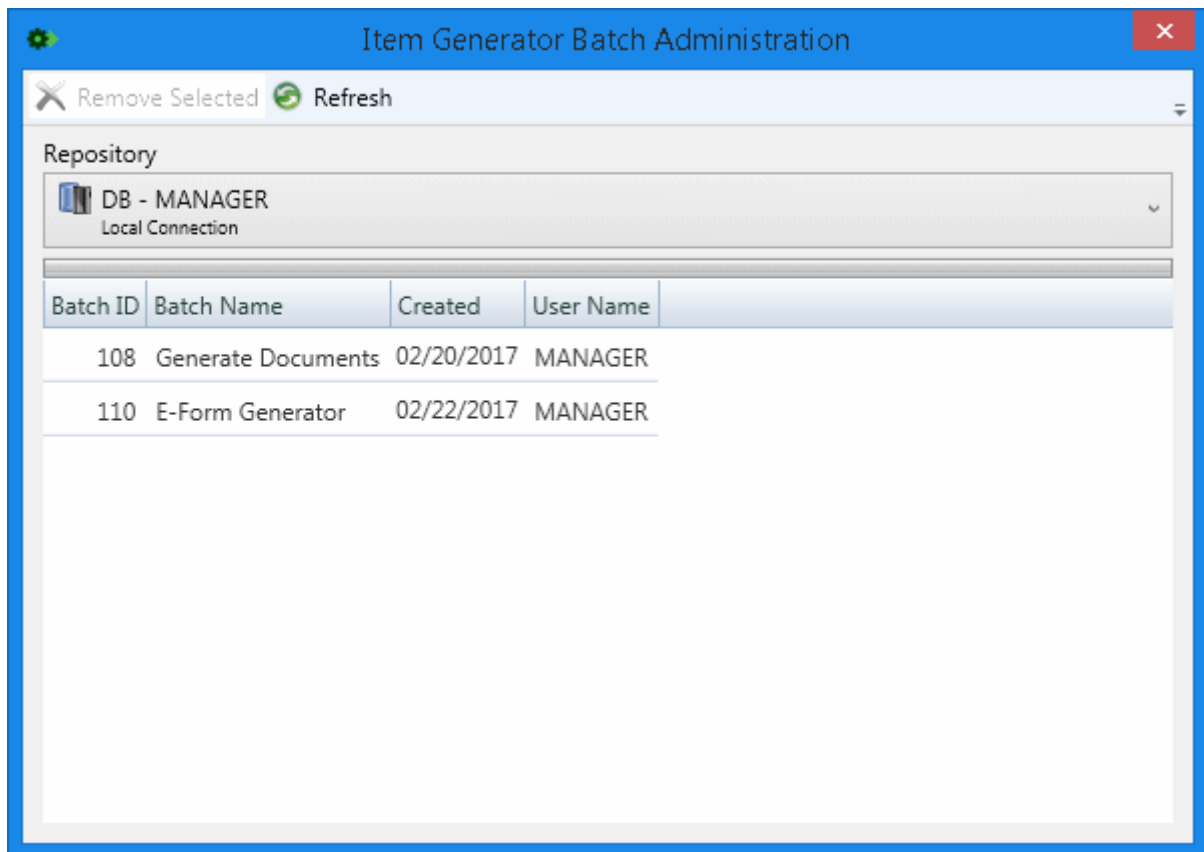 Item Generator Batch Administration
Remove Selected Refresh
Repository
DB - MANAGER
Local Connection
Batch ID Batch Name Created User Name
108 Generate Documents 02/20/2017 MANAGER
110 E-Form Generator 02/22/2017 MANAGER